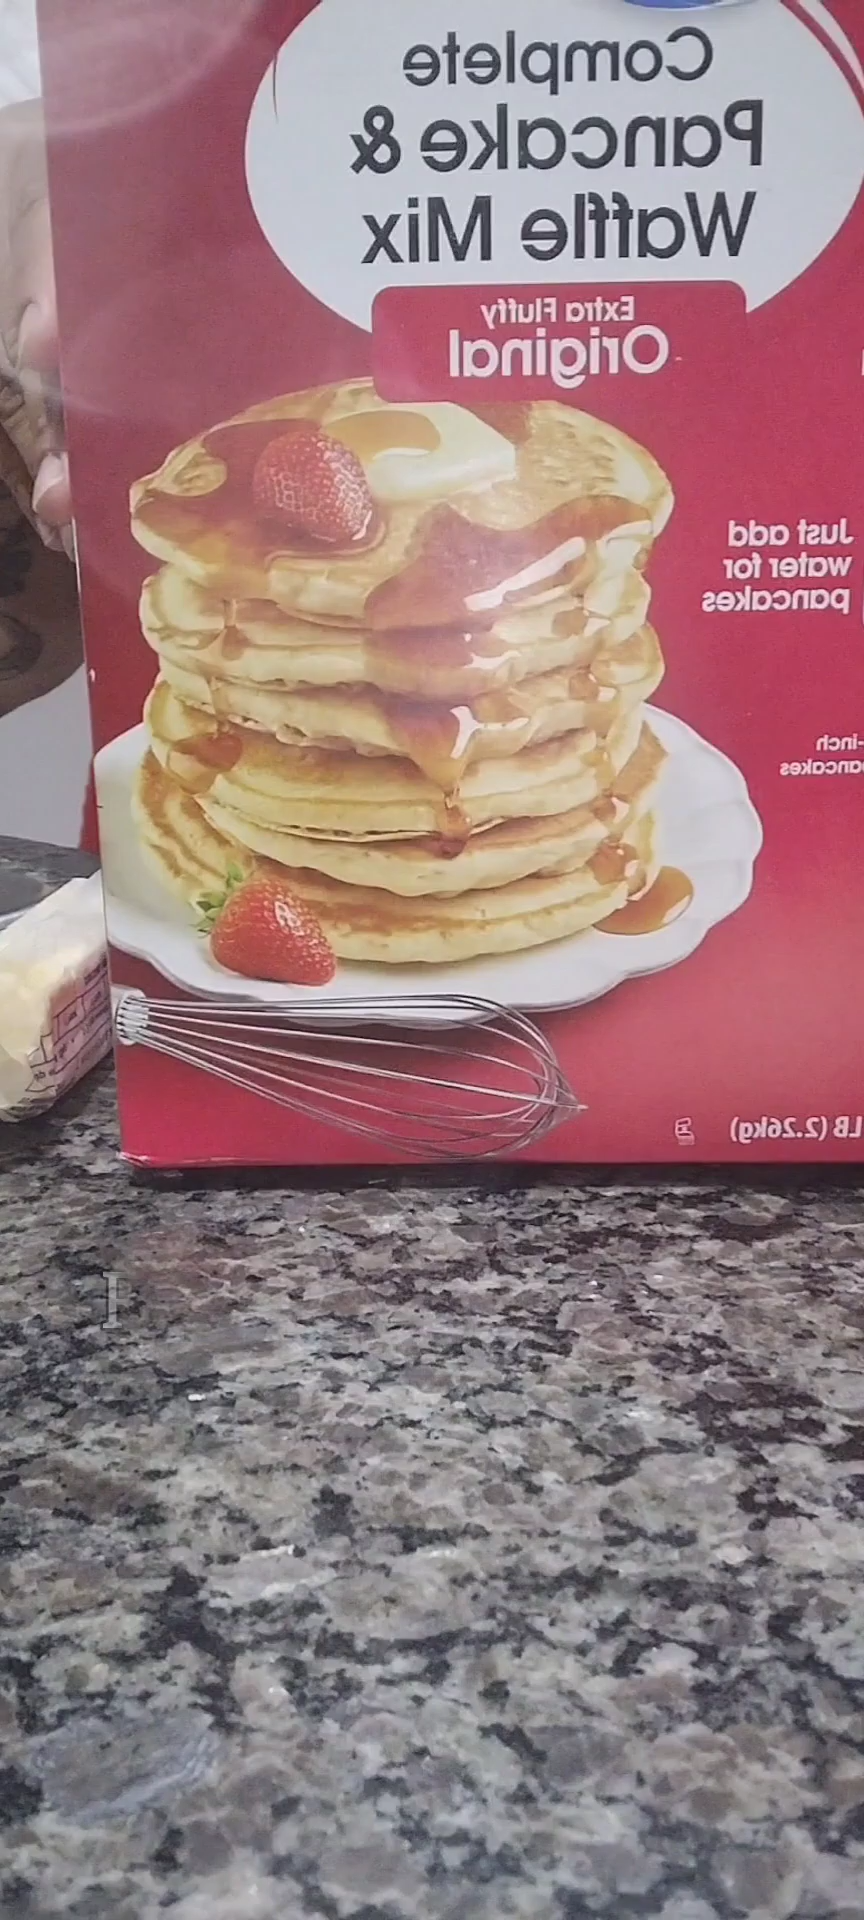 Complete
Pancake &
Waffle Mix
Extra Fluffy
Original
Just add
water for
pancakes
-inch
pancakes
LB (2.26kg)
P